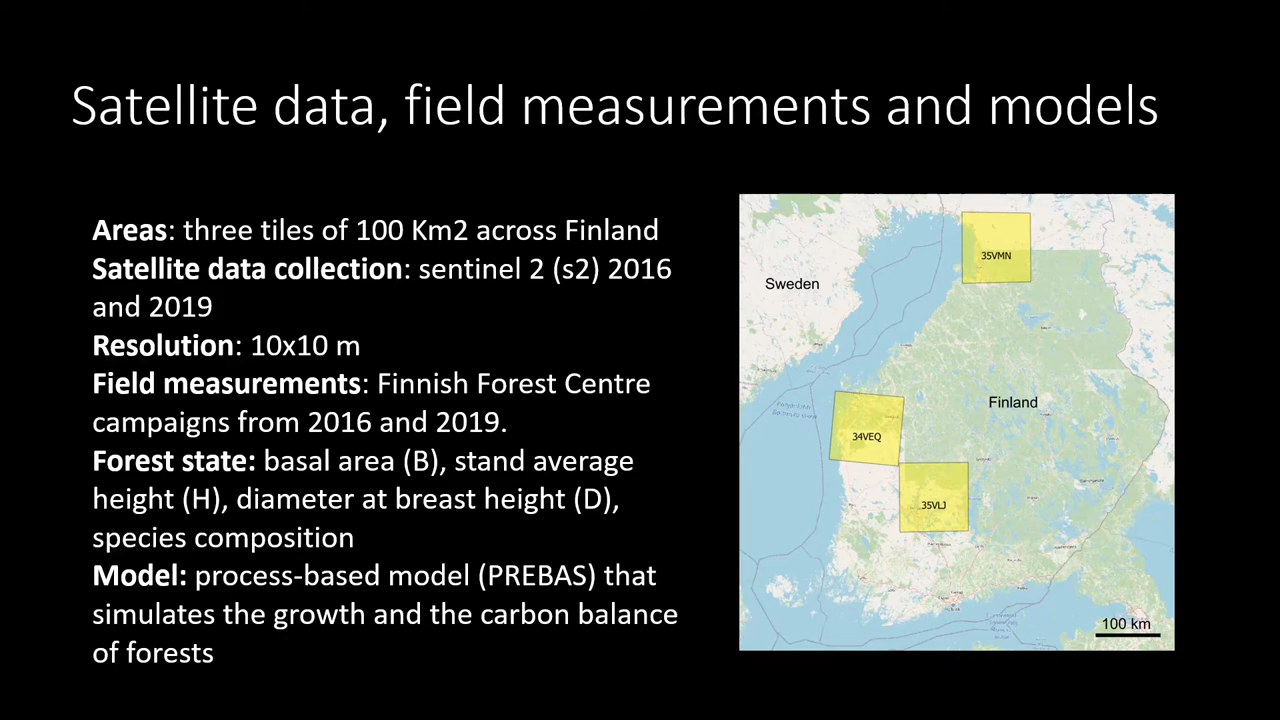 Satellite data, field measurements and models
Areas: three tiles of 100 Km2 across Finland
Satellite data collection: sentinel 2 (s2) 2016
and 2019
Resolution: 10x10 m
Field measurements: Finnish Forest Centre
campaigns from 2016 and 2019.
Forest state: basal area (B), stand average
height (H), diameter at breast height (D),
species composition
Model: process-based model (PREBAS) that
simulates the growth and the carbon balance
of forests
35VMN
Sweden
Finland
34VEQ
35VLJ
100 km